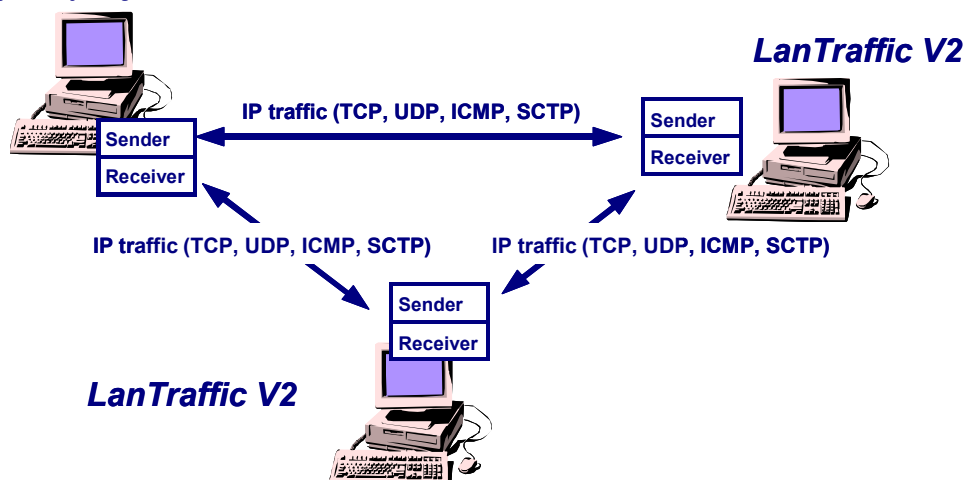 LanTraffic V2
IP traffic (TCP, UDP, ICMP, SCTP)
Sender
Receiver
Sender
Receiver
IP traffic (TCP, UDP, ICMP, SCTP)
IP traffic (TCP, UDP, ICMP, SCTP)
Sender
Receiver
LanTraffic V2